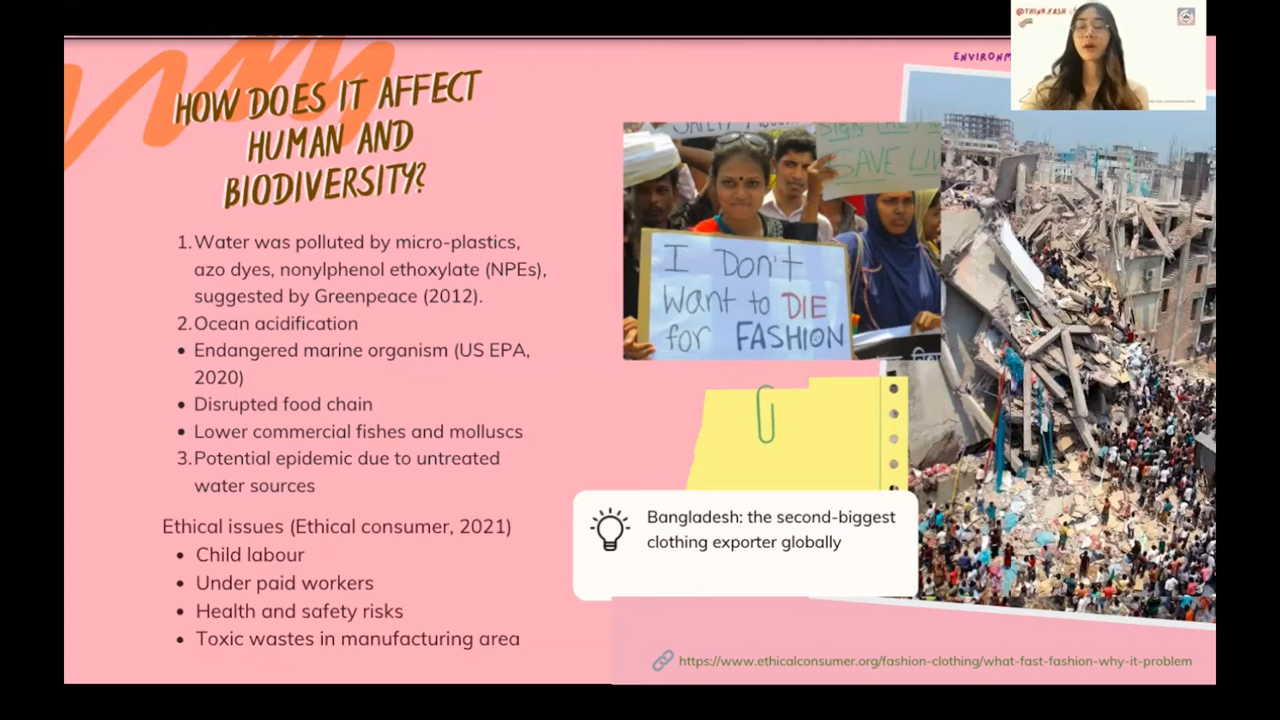 @THINK.FASH
ENVIRONM
HOW DOES IT AFFECT
HUMAN AND
BIODIVERSITY?
1. Water was polluted by micro-plastics,
azo dyes, nonylphenol ethoxylate (NPEs),
suggested by Greenpeace (2012).
2. Ocean acidification
• Endangered marine organism (US EPA,
2020)
• Disrupted food chain
• Lower commercial fishes and molluscs
3. Potential epidemic due to untreated
water sources
Ethical issues (Ethical consumer, 2021)
• Child labour
• Under paid workers
• Health and safety risks
• Toxic wastes in manufacturing area
SAVE LIV
I Don't
want to DIE
for FASHION
Bangladesh: the second-biggest
clothing exporter globally
https://www.ethicalconsumer.org/fashion-clothing/what-fast-fashion-why-it-problem